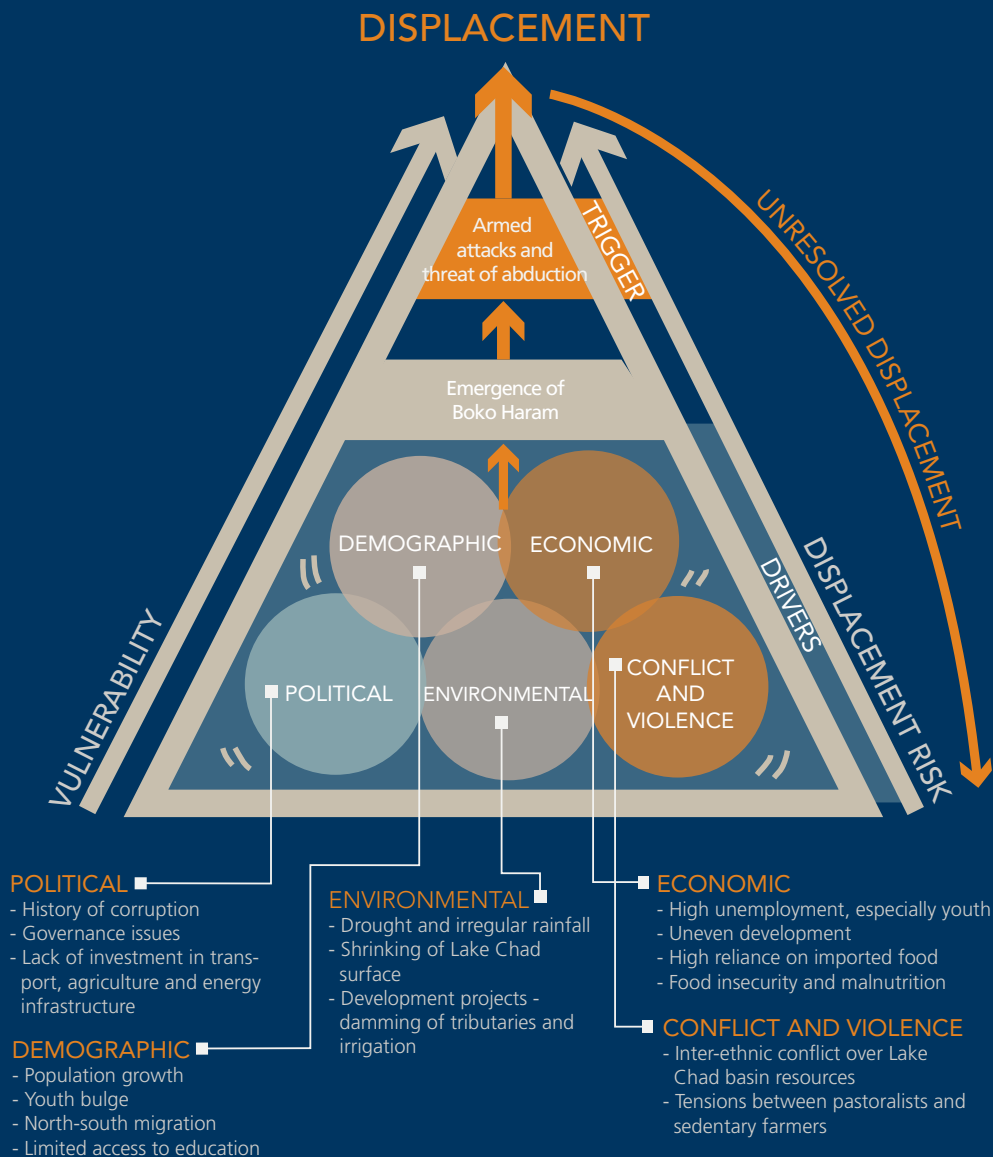 DISPLACEMENT
Armed
attacks and
threat of abduction
TRIGGER
UNRESOLVED DISPLACEMENT
Emergence of
Boko Haram
DEMOGRAPHIC
ECONOMIC
DRIVERS
DISPLACEMENT RISK
VULNERABILITY
POLITICAL
ENVIRONMENTAL
CONFLICT
AND
VIOLENCE
POLITICAL
- History of corruption
- Governance issues
- Lack of investment in trans-
port, agriculture and energy
infrastructure
DEMOGRAPHIC
- Population growth
- Youth bulge
- North-south migration
- Limited access to education
ENVIRONMENTAL
- Drought and irregular rainfall
- Shrinking of Lake Chad
surface
- Development projects -
damming of tributaries and
irrigation
ECONOMIC
- High unemployment, especially youth
- Uneven development
- High reliance on imported food
- Food insecurity and malnutrition
CONFLICT AND VIOLENCE
- Inter-ethnic conflict over Lake
Chad basin resources
- Tensions between pastoralists and
sedentary farmers